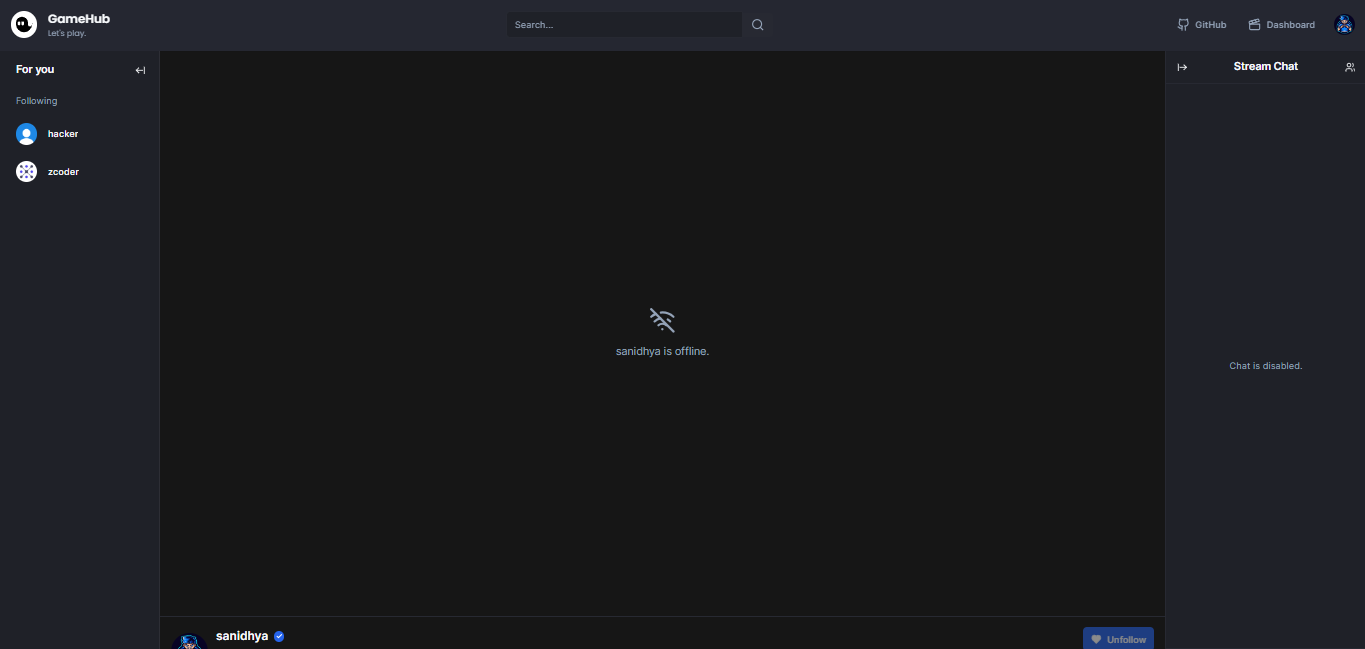 GameHub
Let's play.
Search...
GitHub
Dashboard
For you
Following
hacker
zcoder
sanidhya is offline.
Stream Chat
Chat is disabled.
sanidhya
Unfollow